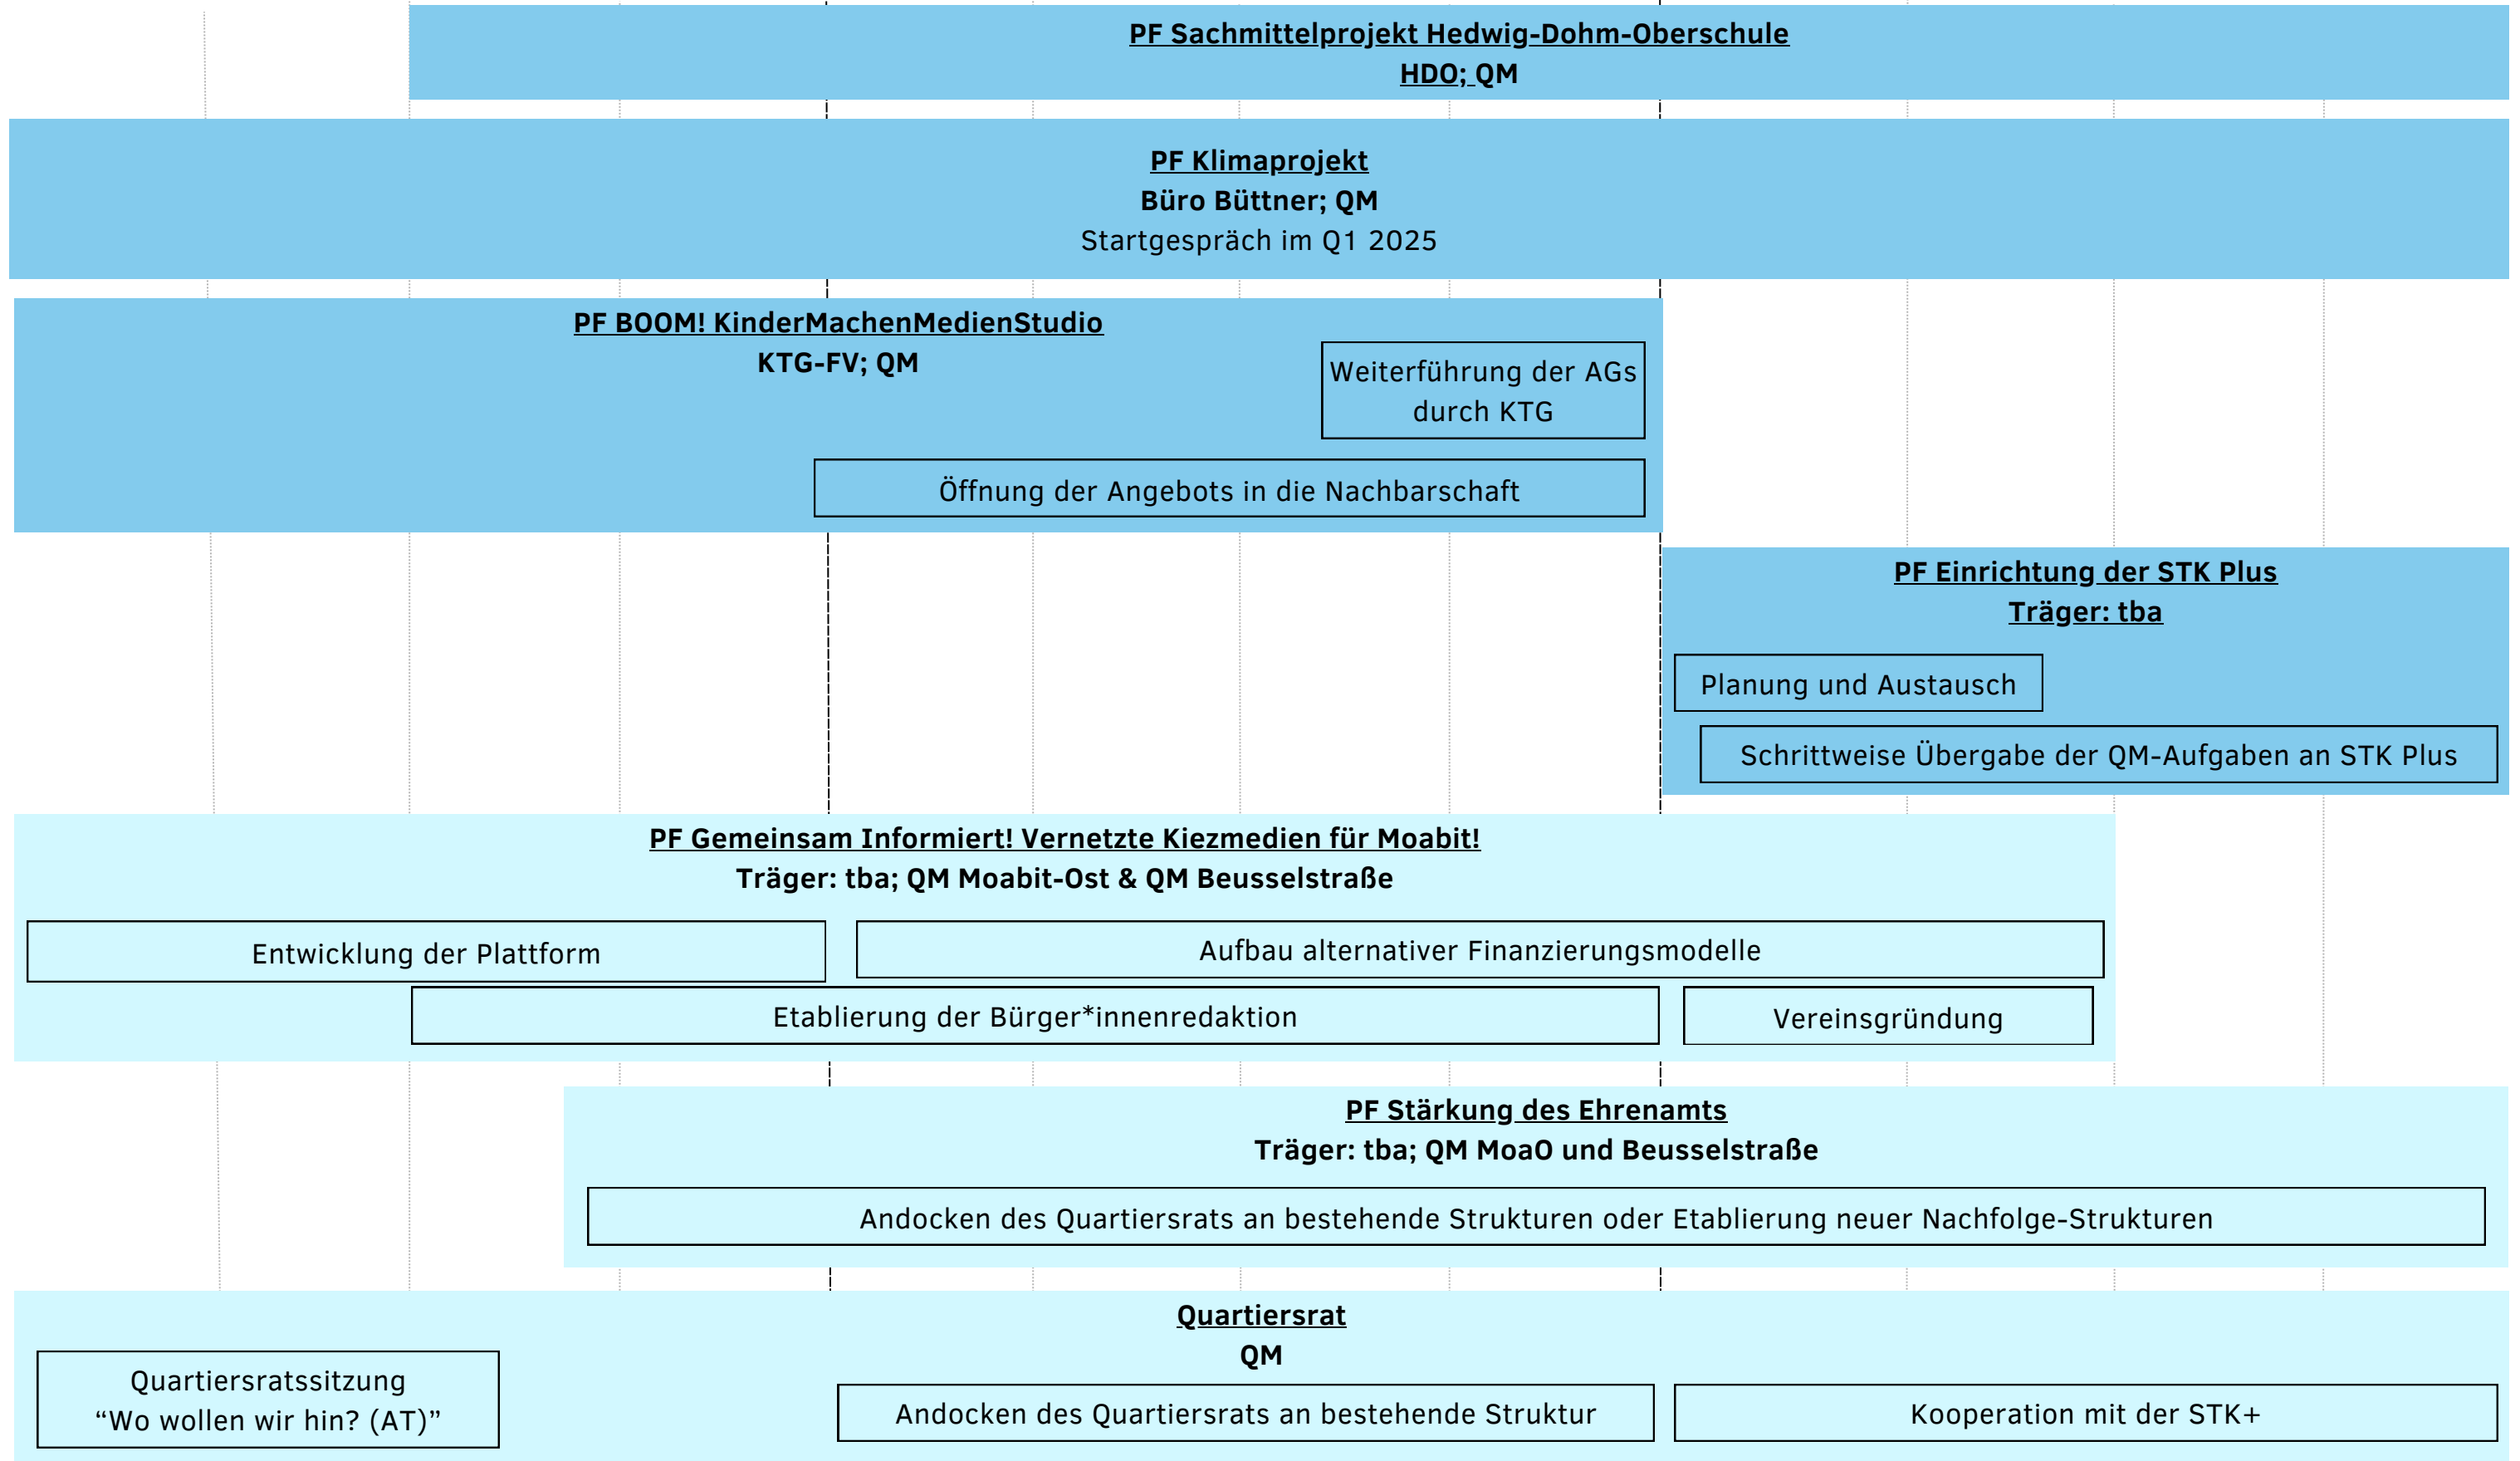 PF Sachmittelprojekt Hedwig-Dohm-Oberschule
HDO; QM
PF Klimaprojekt
Büro Büttner; QM
Startgespräch im Q1 2025
PF BOOM! KinderMachenMedienStudio
KTG-FV; QM
Weiterführung der AGs
durch KTG
Öffnung der Angebots in die Nachbarschaft
PF Einrichtung der STK Plus
Träger: tba
Planung und Austausch
Schrittweise Übergabe der QM-Aufgaben an STK Plus
PF Gemeinsam Informiert! Vernetzte Kiezmedien für Moabit!
Träger: tba; QM Moabit-Ost & QM Beusselstraße
Entwicklung der Plattform
Aufbau alternativer Finanzierungsmodelle
Etablierung der Bürger*innenredaktion
Vereinsgründung
PF Stärkung des Ehrenamts
Träger: tba; QM MoaO und Beusselstraße
Andocken des Quartiersrats an bestehende Strukturen oder Etablierung neuer Nachfolge-Strukturen
Quartiersrat
QM
Quartiersratssitzung
“Wo wollen wir hin? (AT)”
Andocken des Quartiersrats an bestehende Struktur
Kooperation mit der STK+